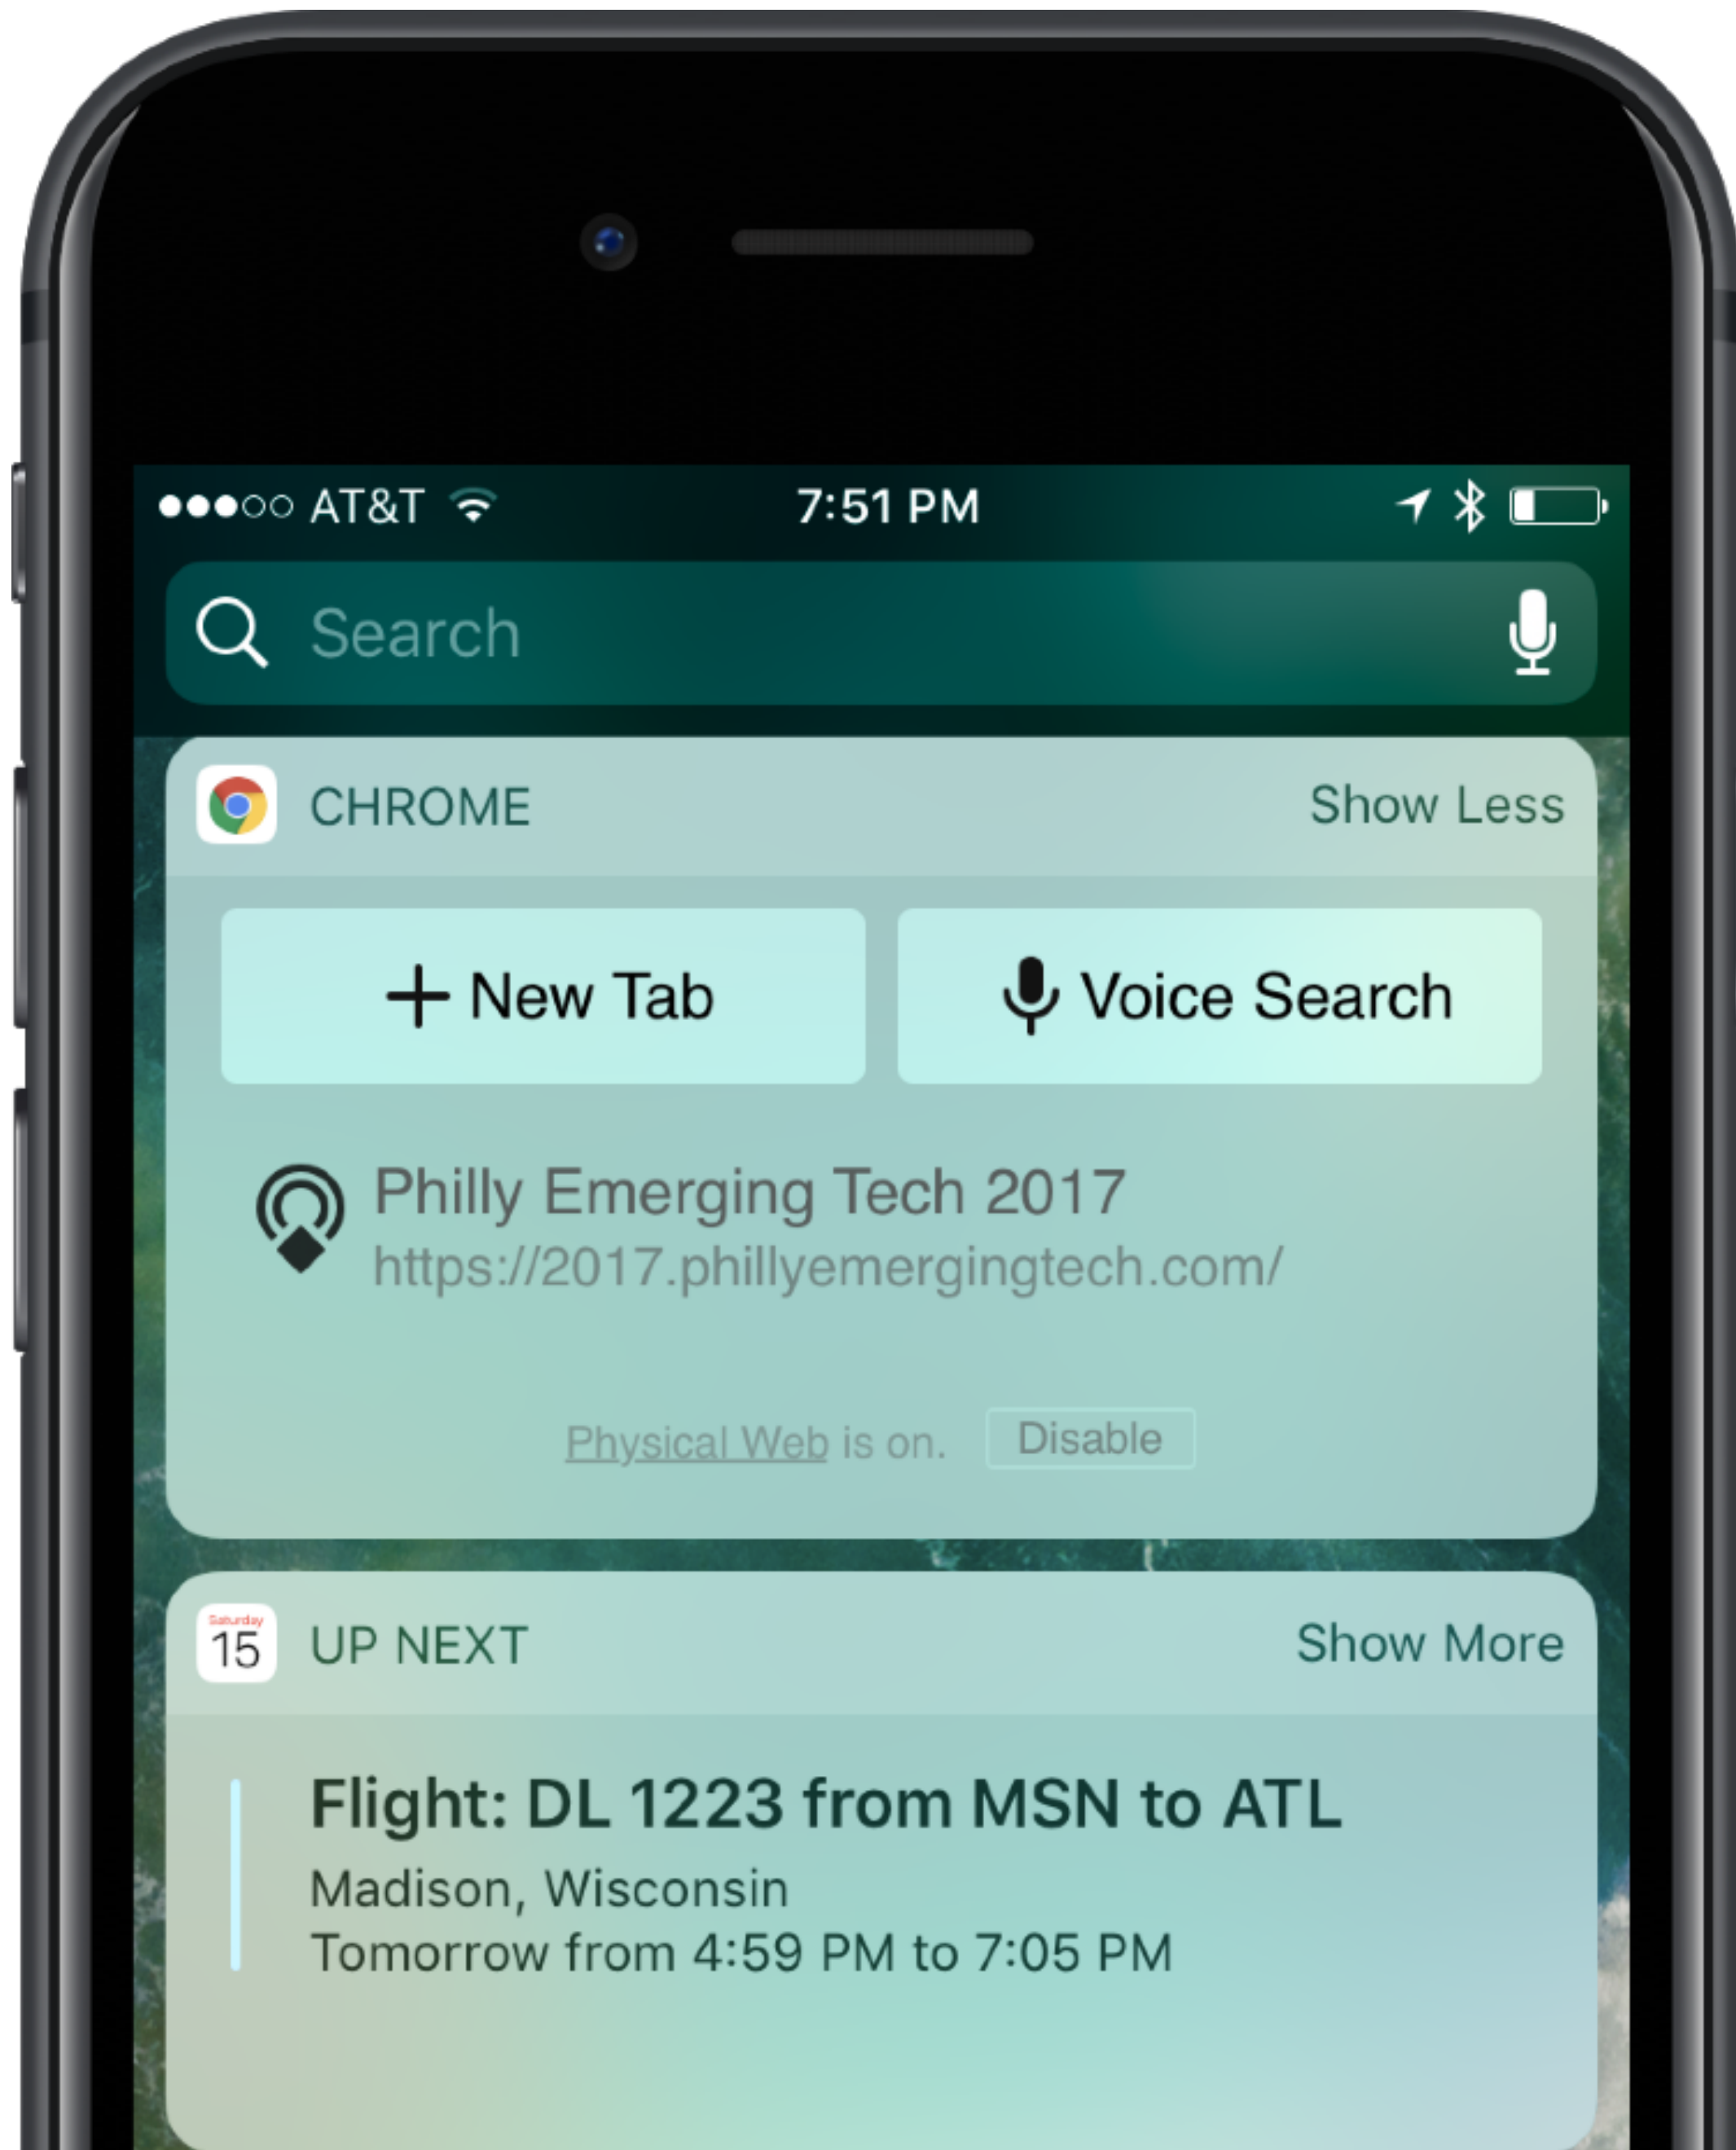 AT&T 7:51 PM
Search
CHROME Show Less
New Tab Voice Search
Philly Emerging Tech 2017
https://2017.phillyemergingtech.com/
Physical Web is on. Disable
Saturday
15 UP NEXT Show More
Flight: DL 1223 from MSN to ATL
Madison, Wisconsin
Tomorrow from 4:59 PM to 7:05 PM